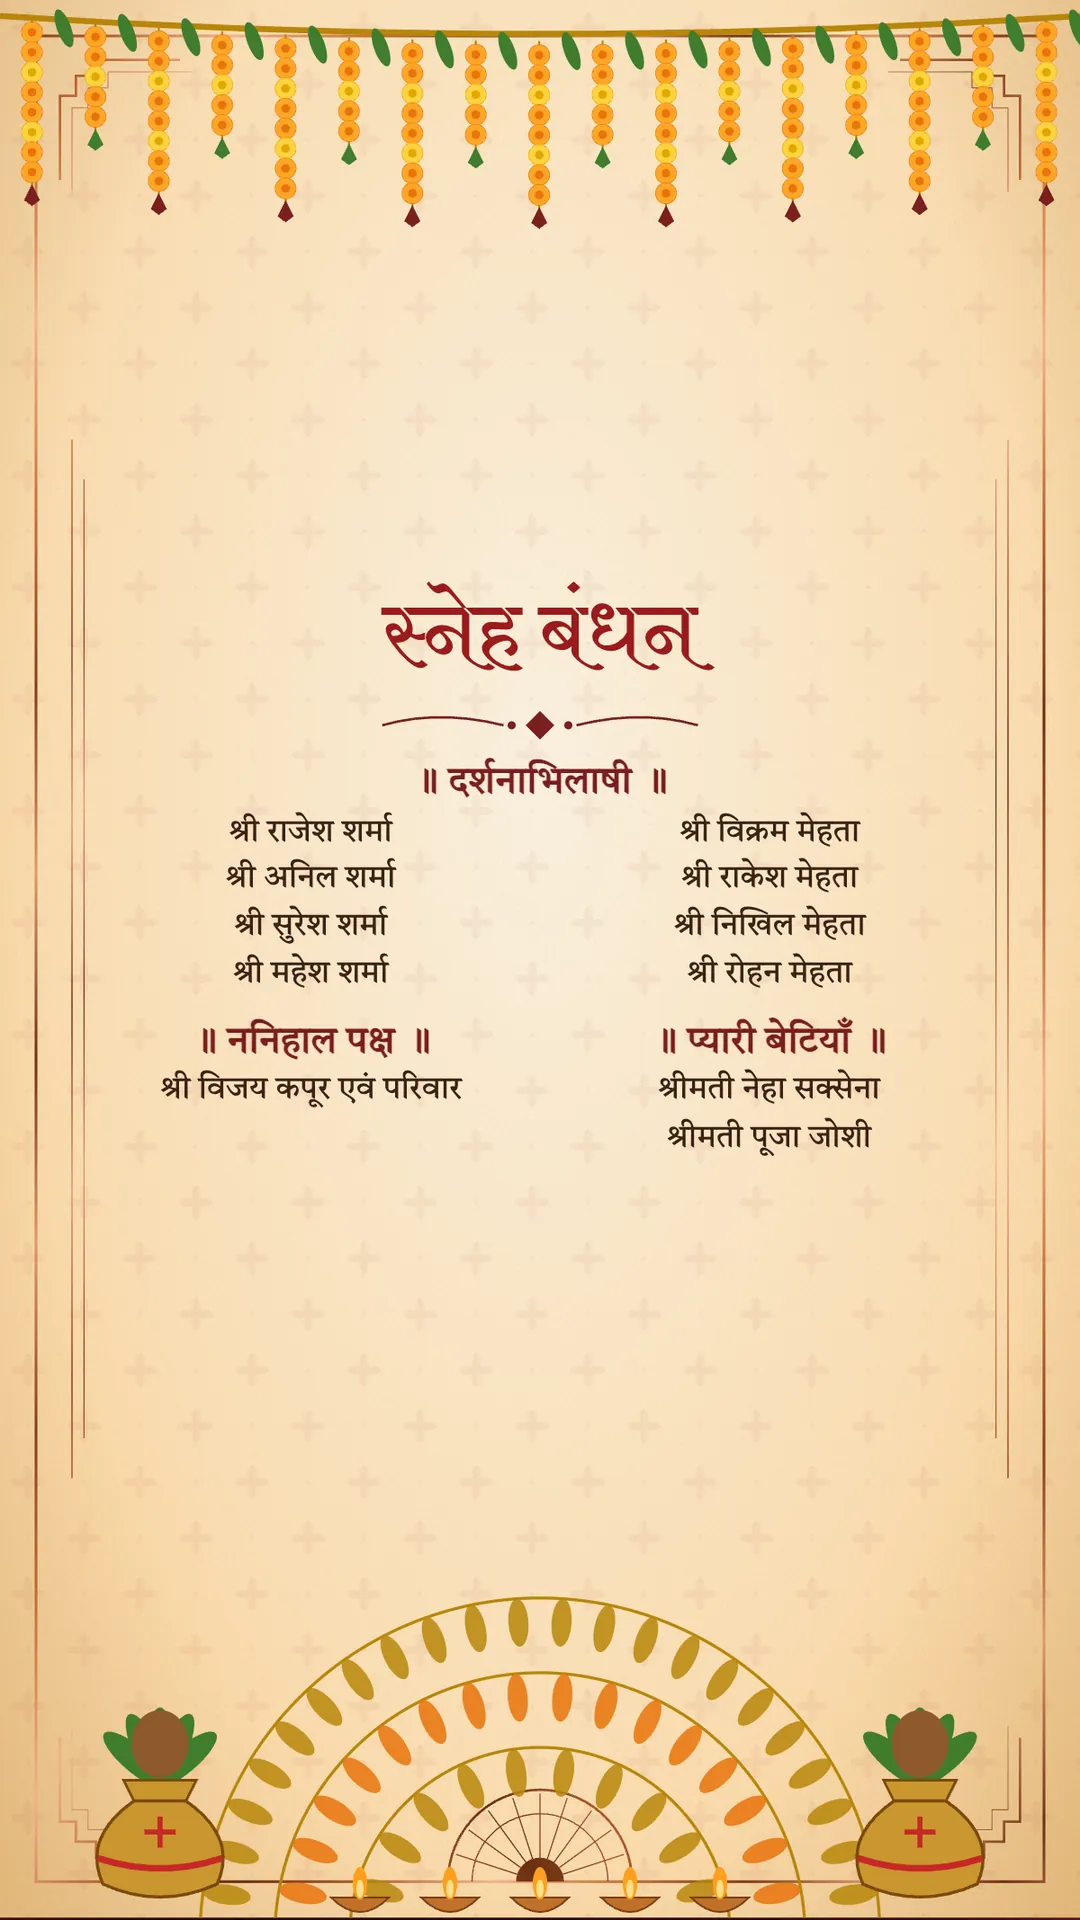 स्नेह बंधन
॥ दर्शनाभिलाषी ॥
श्री राजेश शर्मा
श्री अनिल शर्मा
श्री सुरेश शर्मा
श्री महेश शर्मा
श्री विक्रम मेहता
श्री राकेश मेहता
श्री निखिल मेहता
श्री रोहन मेहता
॥ ननिहाल पक्ष ॥
श्री विजय कपूर एवं परिवार
॥ प्यारी बेटियाँ ॥
श्रीमती नेहा सक्सेना
श्रीमती पूजा जोशी